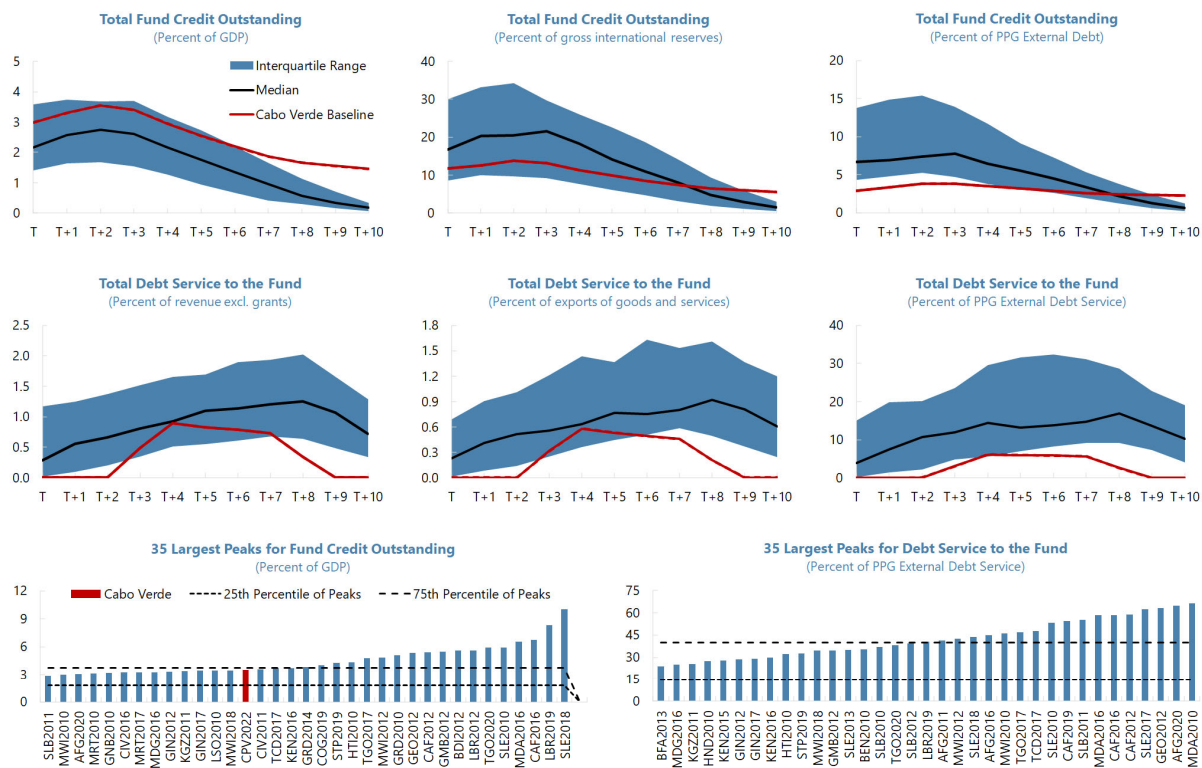 Total Fund Credit Outstanding
(Percent of GDP)
5
4
3
2
1
0
Interquartile Range
Median
Cabo Verde Baseline
T T+1 T+2 T+3 T+4 T+5 T+6 T+7 T+8 T+9 T+10
Total Fund Credit Outstanding
(Percent of gross international reserves)
40
30
20
10
0
T T+1 T+2 T+3 T+4 T+5 T+6 T+7 T+8 T+9 T+10
Total Fund Credit Outstanding
(Percent of PPG External Debt)
20
15
10
5
0
T T+1 T+2 T+3 T+4 T+5 T+6 T+7 T+8 T+9 T+10
Total Debt Service to the Fund
(Percent of revenue excl. grants)
2.5
2.0
1.5
1.0
0.5
0.0
T T+1 T+2 T+3 T+4 T+5 T+6 T+7 T+8 T+9 T+10
Total Debt Service to the Fund
(Percent of exports of goods and services)
1.8
1.5
1.2
0.9
0.6
0.3
0.0
T T+1 T+2 T+3 T+4 T+5 T+6 T+7 T+8 T+9 T+10
Total Debt Service to the Fund
(Percent of PPG External Debt Service)
40
30
20
10
0
T T+1 T+2 T+3 T+4 T+5 T+6 T+7 T+8 T+9 T+10
35 Largest Peaks for Fund Credit Outstanding
(Percent of GDP)
12
9
6
3
0
Cabo Verde
25th Percentile of Peaks
75th Percentile of Peaks
SLB2011
MWI2010
AFG2010
MRT2010
GNB2010
CIV2016
MRT2017
MDG2016
GIN2012
KGZ2011
GIN2017
LSO2010
MWI2018
CPV2022
CIV2011
TCD2017
KEN2016
GRD2014
COG2019
STP2019
HTI2010
TGO2017
MWI2012
GRD2010
GEO2012
CAF2012
GMB2012
BDI2012
LBR2012
TGO2020
SLE2010
MDA2016
CAF2016
LBR2019
SLE2018
35 Largest Peaks for Debt Service to the Fund
(Percent of PPG External Debt Service)
75
60
45
30
15
0
BFA2013
MDG2016
KGZ2011
HND2010
KEN2015
GIN2012
GIN2017
KEN2016
HTI2010
STP2019
MWI2018
GMB2012
SLE2013
BEN2010
SLB2010
TGO2020
SLB2012
LBR2019
AFG2011
MWI2012
SLE2018
AFG2016
MWI2010
TGO2017
TCD2017
SLE2010
CAF2019
SLB2011
MDA2016
CAF2016
CAF2012
SLE2017
GEO2012
AFG2020
MDA2010